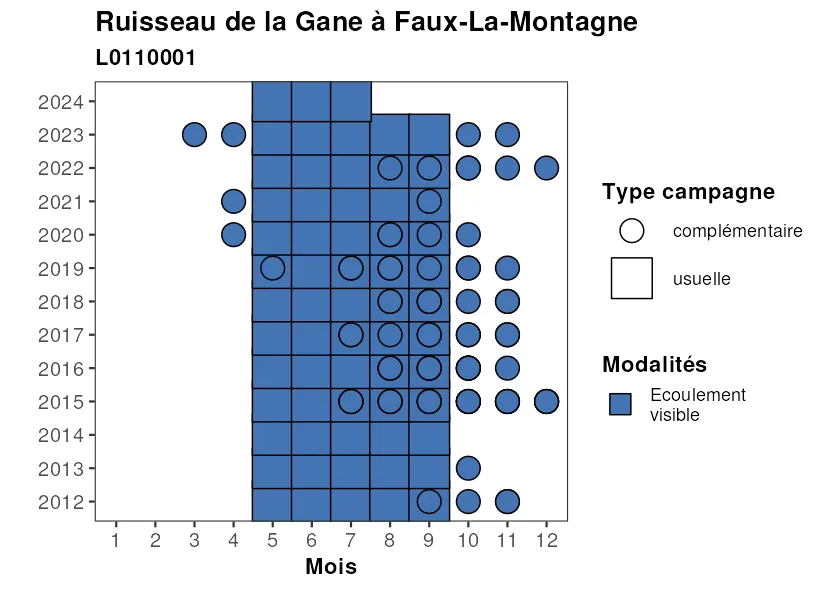 Ruisseau de la Gane à Faux-La-Montagne
L0110001
2024
2023
2022
2021
2020
2019
2018
2017
2016
2015
2014
2013
2012
1 2 3 4 5 6 7 8 9 10 11 12
Mois
Type campagne
complémentaire
usuelle
Modalités
Ecoulement
visible